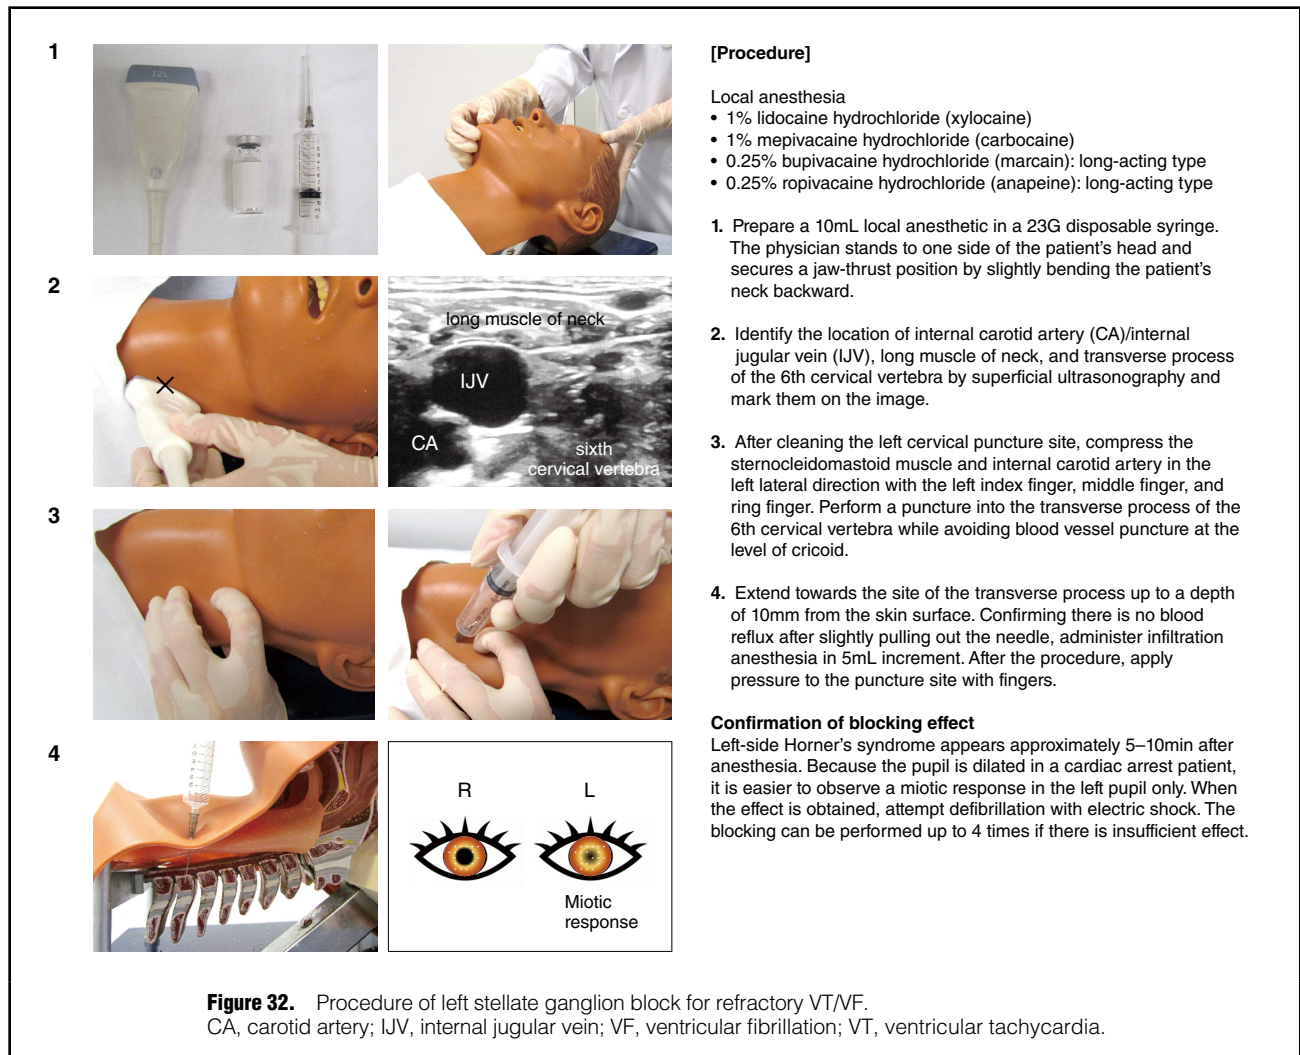 1
12L
[Procedure]
Local anesthesia
• 1% lidocaine hydrochloride (xylocaine)
• 1% mepivacaine hydrochloride (carbocaine)
• 0.25% bupivacaine hydrochloride (marcain): long-acting type
• 0.25% ropivacaine hydrochloride (anapeine): long-acting type
1. Prepare a 10mL local anesthetic in a 23G disposable syringe.
The physician stands to one side of the patient's head and
secures a jaw-thrust position by slightly bending the patient's
neck backward.
2
long muscle of neck
IJV
CA
sixth
cervical vertebra
2. Identify the location of internal carotid artery (CA)/internal
jugular vein (IJV), long muscle of neck, and transverse process
of the 6th cervical vertebra by superficial ultrasonography and
mark them on the image.
3
3. After cleaning the left cervical puncture site, compress the
sternocleidomastoid muscle and internal carotid artery in the
left lateral direction with the left index finger, middle finger, and
ring finger. Perform a puncture into the transverse process of the
6th cervical vertebra while avoiding blood vessel puncture at the
level of cricoid.
4. Extend towards the site of the transverse process up to a depth
of 10mm from the skin surface. Confirming there is no blood
reflux after slightly pulling out the needle, administer infiltration
anesthesia in 5mL increment. After the procedure, apply
pressure to the puncture site with fingers.
4
R L
Miotic
response
Confirmation of blocking effect
Left-side Horner's syndrome appears approximately 5–10min after
anesthesia. Because the pupil is dilated in a cardiac arrest patient,
it is easier to observe a miotic response in the left pupil only. When
the effect is obtained, attempt defibrillation with electric shock. The
blocking can be performed up to 4 times if there is insufficient effect.
Figure 32. Procedure of left stellate ganglion block for refractory VT/VF.
CA, carotid artery; IJV, internal jugular vein; VF, ventricular fibrillation; VT, ventricular tachycardia.